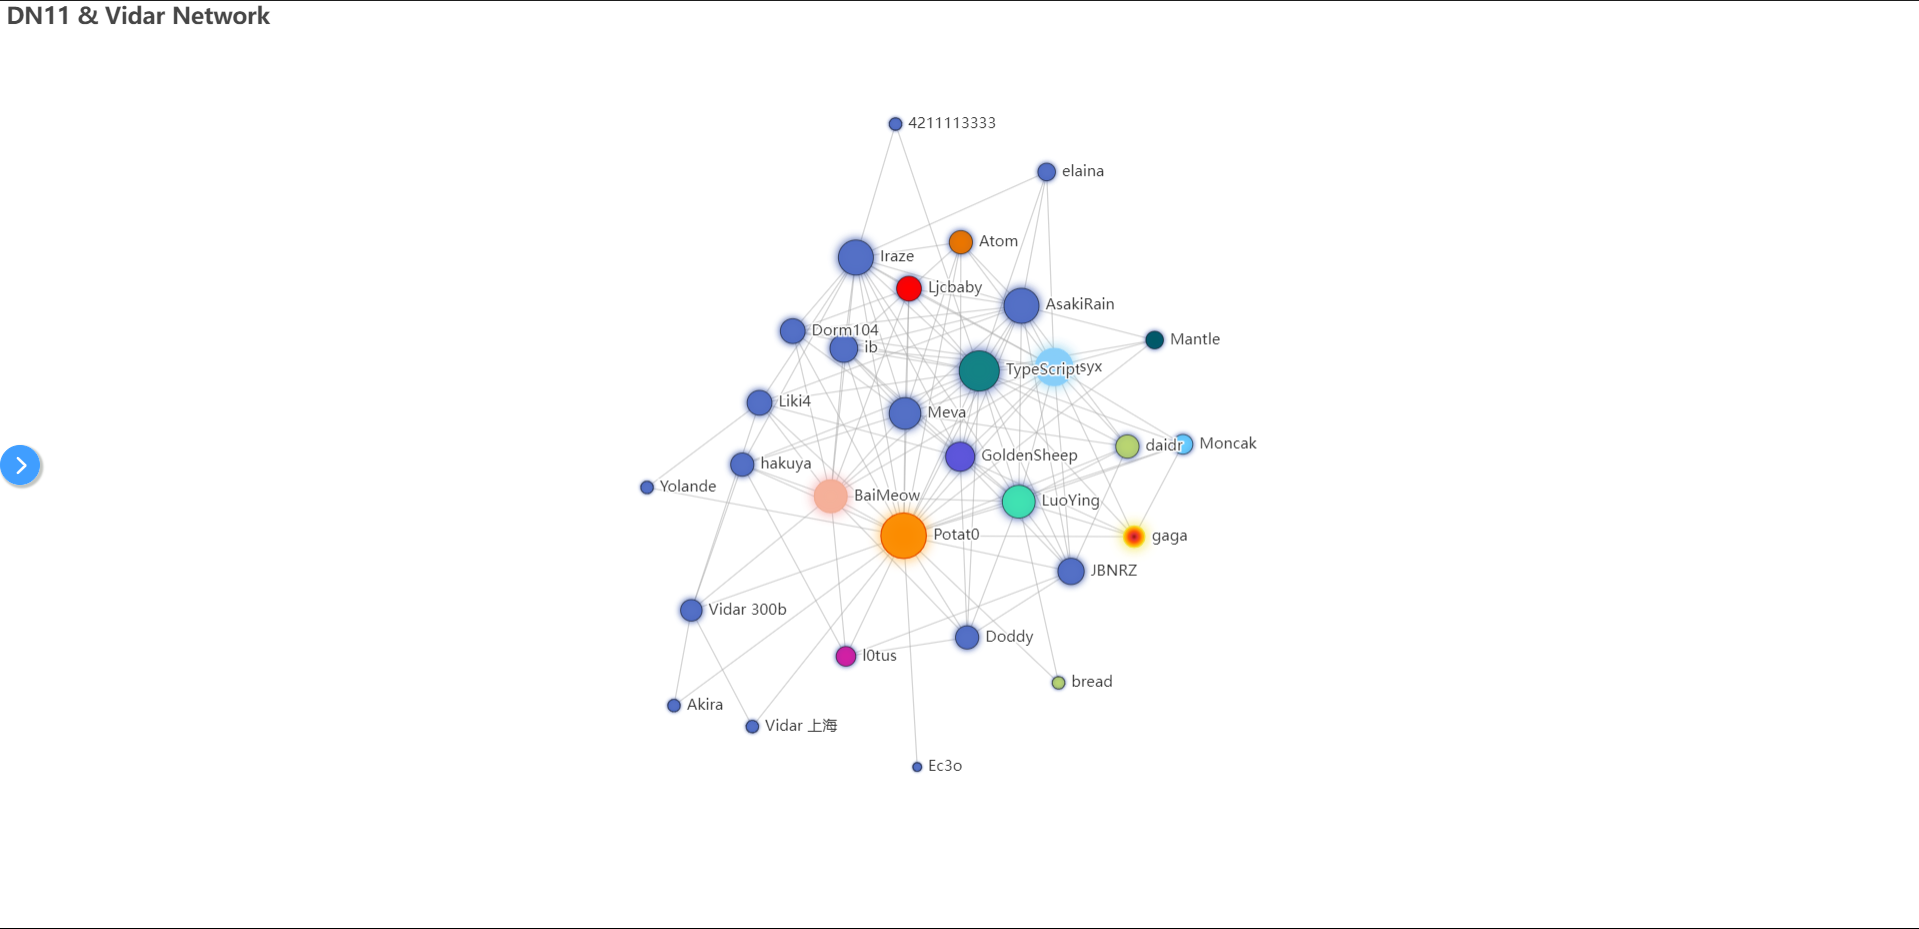 DN11 & Vidar Network
4211113333
elaina
Atom
Iraze
Ljcbaby
AsakiRain
Dorm104
Mantle
ib
syx
TypeScript
Liki4
Meva
daidr
Moncak
GoldenSheep
hakuya
Yolande
BaiMeow
LuoYing
Potat0
gaga
JBNRZ
Vidar 300b
Doddy
l0tus
bread
Akira
Vidar 上海
Ec3o